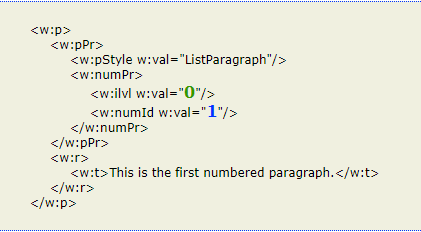 <w:p>
<w:pPr>
<w:pStyle w:val="ListParagraph"/>
<w:numPr>
<w:ilvl w:val="0"/>
<w:numId w:val="1"/>
</w:numPr>
</w:pPr>
<w:r>
<w:t>This is the first numbered paragraph.</w:t>
</w:r>
</w:p>